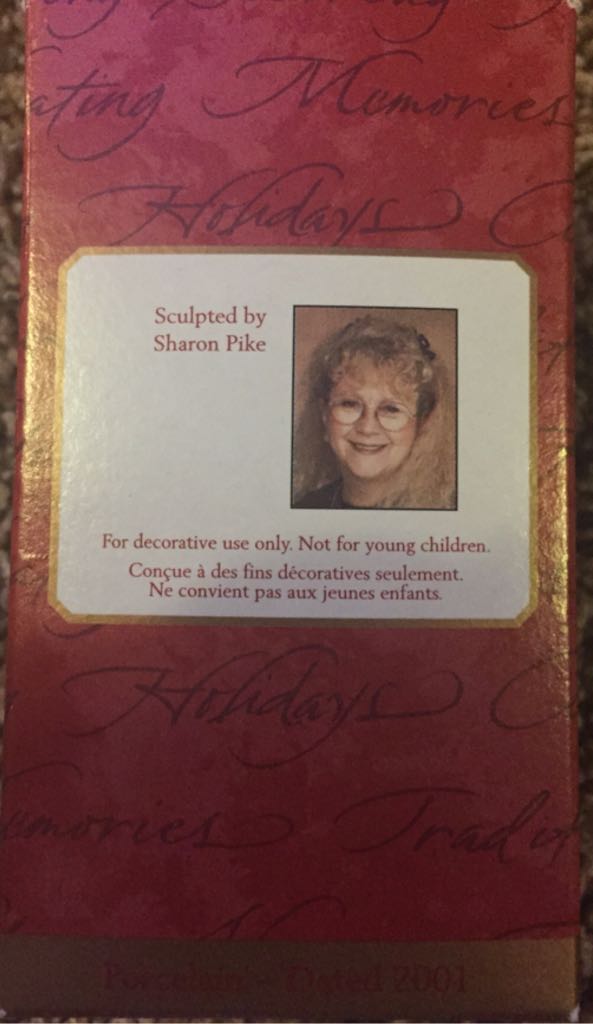 ating Memories
Holidays C
Sculpted by
Sharon Pike
For decorative use only. Not for young children.
Conçue à des fins décoratives seulement.
Ne convient pas aux jeunes enfants.
Holidays C
emories Tradit
Porcelain – Dated 2001